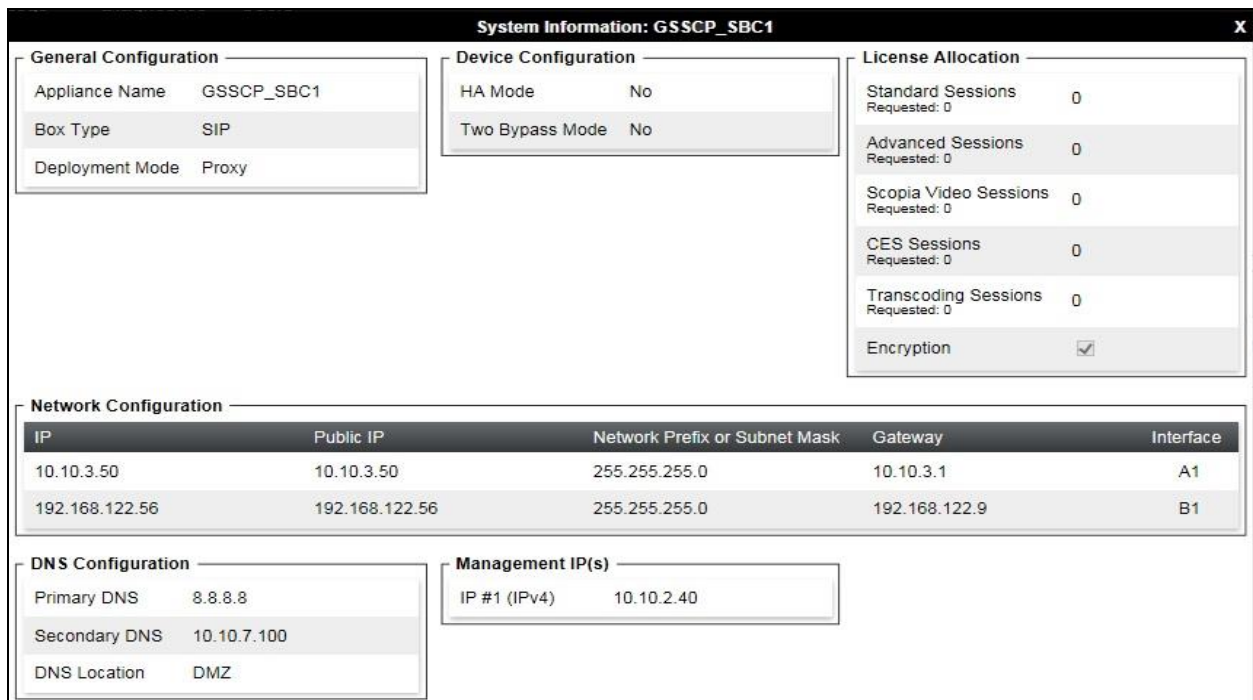 System Information: GSSCP_SBC1 X
General Configuration
Appliance Name GSSCP_SBC1
Box Type SIP
Deployment Mode Proxy
Device Configuration
HA Mode No
Two Bypass Mode No
License Allocation
Standard Sessions 0
Requested: 0
Advanced Sessions 0
Requested: 0
Scopia Video Sessions 0
Requested: 0
CES Sessions 0
Requested: 0
Transcoding Sessions 0
Requested: 0
Encryption
Network Configuration
IP Public IP Network Prefix or Subnet Mask Gateway Interface
10.10.3.50 10.10.3.50 255.255.255.0 10.10.3.1 A1
192.168.122.56 192.168.122.56 255.255.255.0 192.168.122.9 B1
DNS Configuration
Primary DNS 8.8.8.8
Secondary DNS 10.10.7.100
DNS Location DMZ
Management IP(s)
IP #1 (IPv4) 10.10.2.40